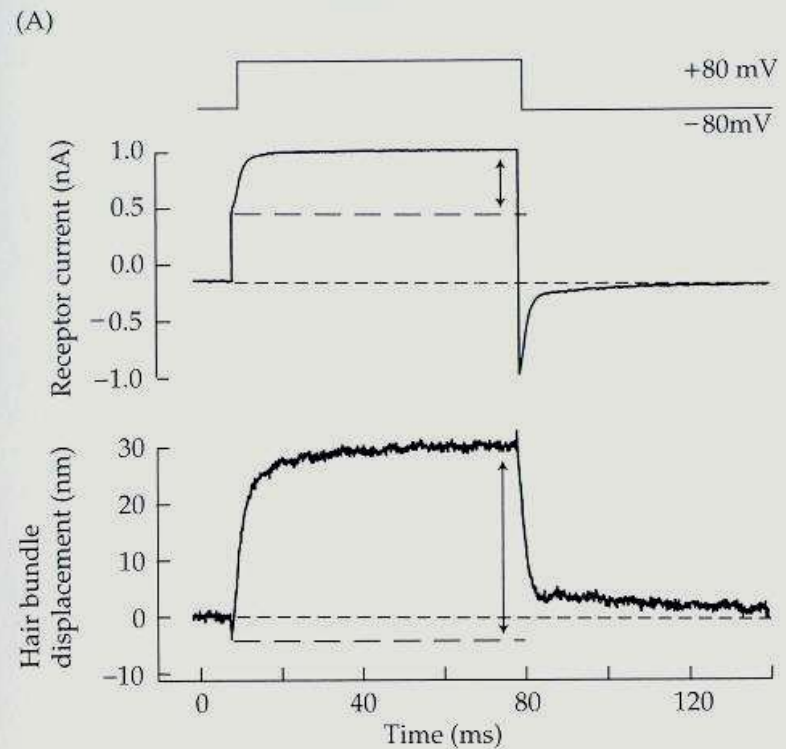 (A)
+80 mV
−80mV
Receptor current (nA)
1.0
0.5
0.0
−0.5
−1.0
Hair bundle
displacement (nm)
30
20
10
0
−10
0
40
80
120
Time (ms)